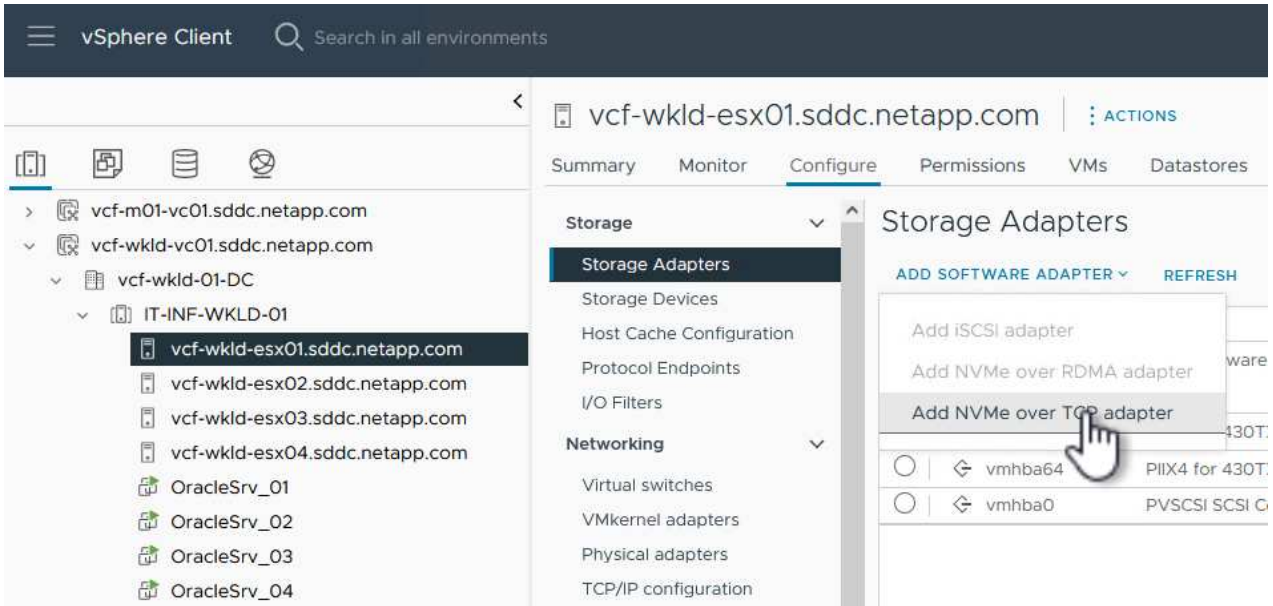 vSphere Client
Search in all environments
vcf-m01-vc01.sddc.netapp.com
vcf-wkld-vc01.sddc.netapp.com
vcf-wkld-01-DC
IT-INF-WKLD-01
vcf-wkld-esx01.sddc.netapp.com
vcf-wkld-esx02.sddc.netapp.com
vcf-wkld-esx03.sddc.netapp.com
vcf-wkld-esx04.sddc.netapp.com
OracleSrv_01
OracleSrv_02
OracleSrv_03
OracleSrv_04
vcf-wkld-esx01.sddc.netapp.com
ACTIONS
Summary Monitor Configure Permissions VMs Datastores
Storage
Storage Adapters
Storage Devices
Host Cache Configuration
Protocol Endpoints
I/O Filters
Networking
Virtual switches
VMkernel adapters
Physical adapters
TCP/IP configuration
Storage Adapters
ADD SOFTWARE ADAPTER REFRESH
Add iSCSI adapter
Add NVMe over RDMA adapter
Add NVMe over TCP adapter
vmhba64 PIIX4 for 430T
vmhba0 PVSCSI SCSI